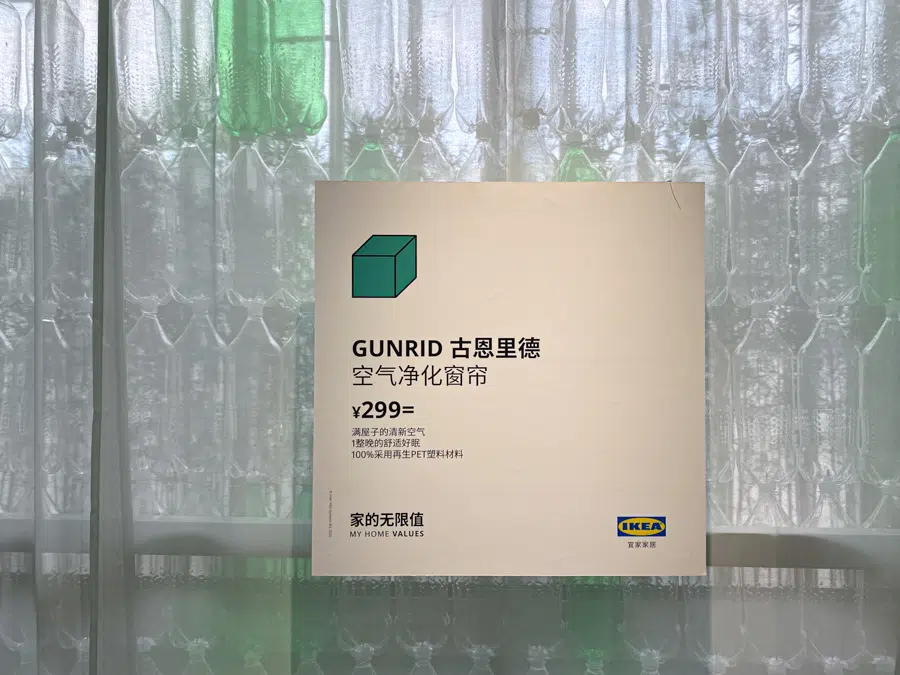 GUNRID 古恩里德
空气净化窗帘
¥299=
满屋子的清新空气
1整晚的舒适好眠
100%采用再生PET塑料材料
家的无限值
MY HOME VALUES
IKEA
宜家家居